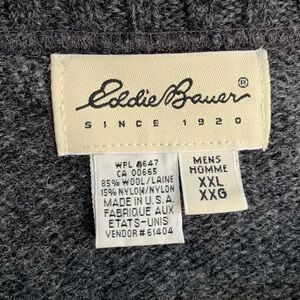 Eddie Bauer®
SINCE 1920
WPL 8647
CA 00665
85% WOOL/LAINE
15% NYLON/NYLON
MADE IN U.S.A.
FABRIQUE AUX
ETATS-UNIS
VENDOR #61404
MENS
HOMME
XXL
XXG